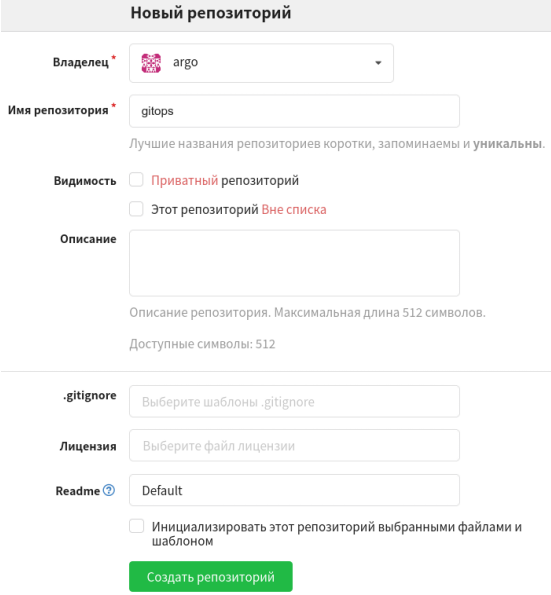 Новый репозиторий
Владелец *
argo
Имя репозитория *
gitops
Лучшие названия репозиториев коротки, запоминаемы и уникальны.
Видимость
Приватный репозиторий
Этот репозиторий Вне списка
Описание
Описание репозитория. Максимальная длина 512 символов.
Доступные символы: 512
.gitignore
Выберите шаблоны .gitignore
Лицензия
Выберите файл лицензии
Readme ?
Default
Инициализировать этот репозиторий выбранными файлами и
шаблоном
Создать репозиторий